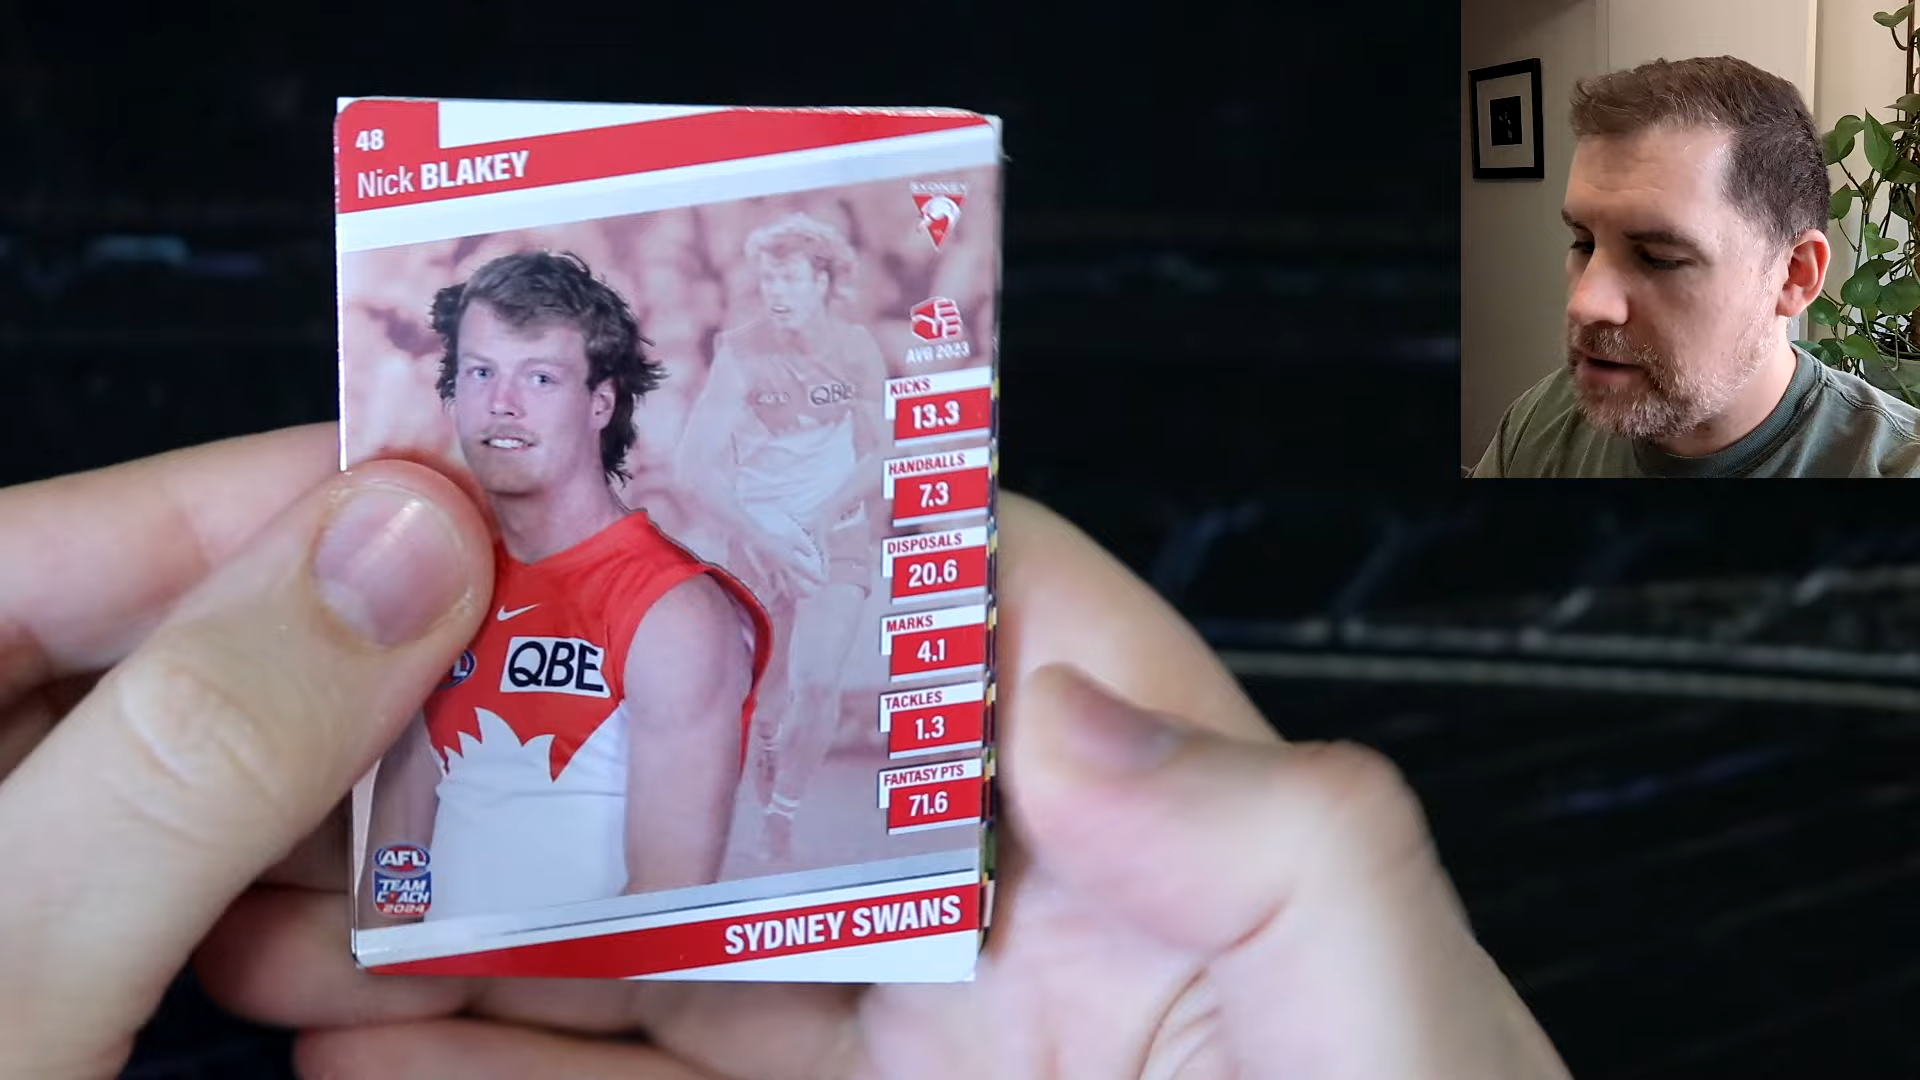 48
Nick BLAKEY
SYDNEY
AVG 2023
KICKS
13.3
HANDBALLS
7.3
DISPOSALS
20.6
MARKS
4.1
TACKLES
1.3
FANTASY PTS
71.6
QBE
QBE
AFL
TEAM
COACH
2024
SYDNEY SWANS